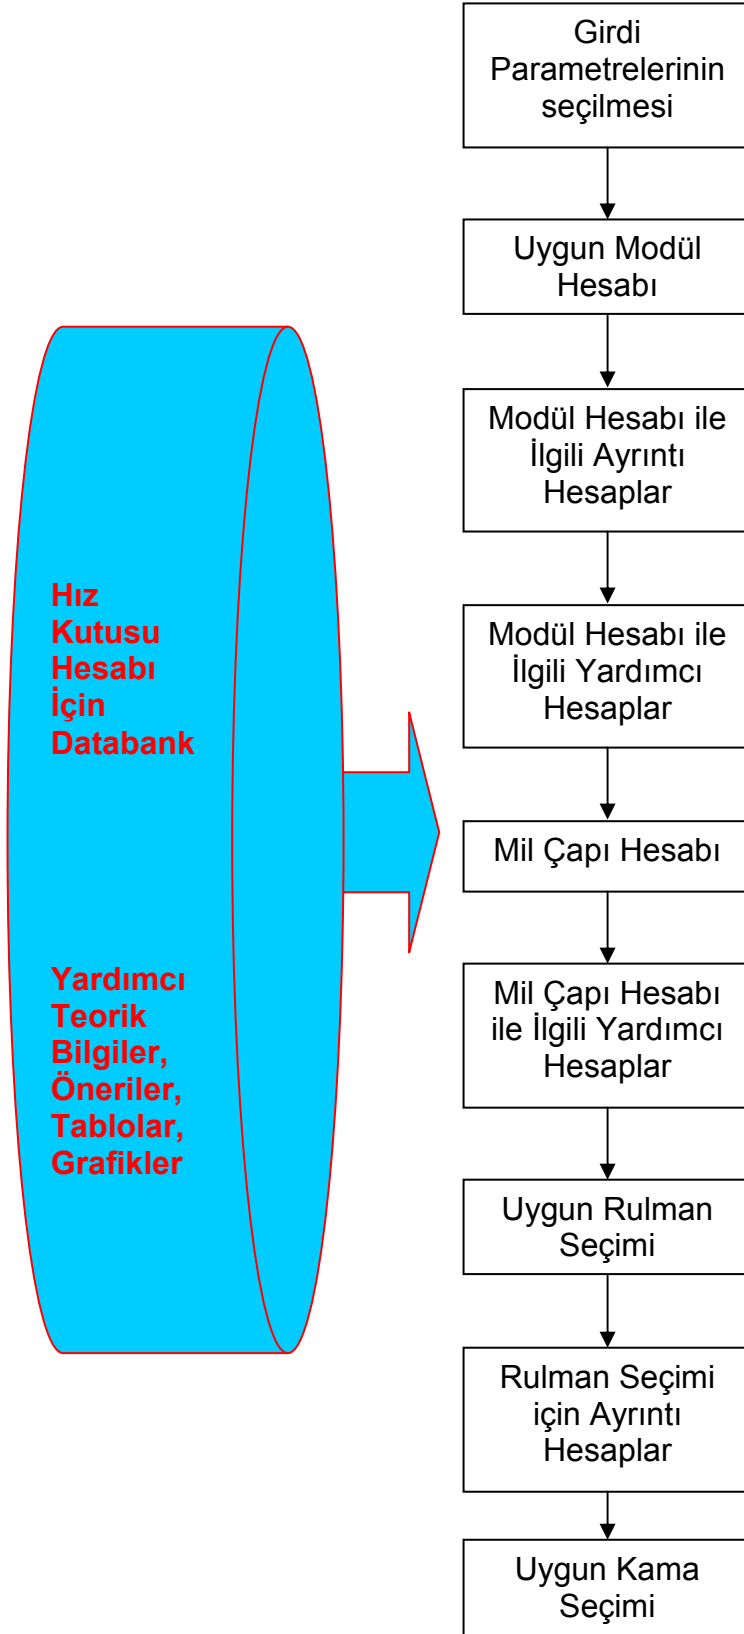 Girdi
Parametrelerinin
seçilmesi
Uygun Modül
Hesabı
Modül Hesabı ile
İlgili Ayrıntı
Hesaplar
Modül Hesabı ile
İlgili Yardımcı
Hesaplar
Mil Çapı Hesabı
Mil Çapı Hesabı
ile İlgili Yardımcı
Hesaplar
Uygun Rulman
Seçimi
Rulman Seçimi
için Ayrıntı
Hesaplar
Uygun Kama
Seçimi
Hız
Kutusu
Hesabı
İçin
Databank
Yardımcı
Teorik
Bilgiler,
Öneriler,
Tablolar,
Grafikler